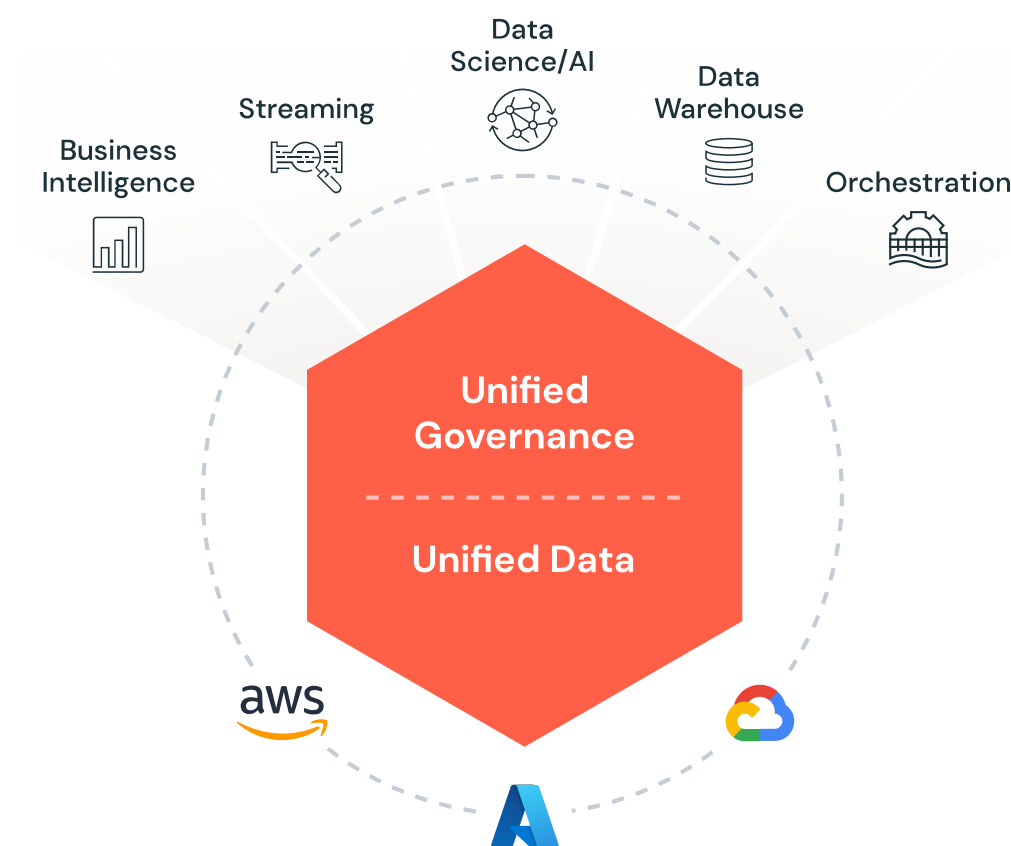 Data
Science/AI
Data
Warehouse
Streaming
Business
Intelligence
Orchestration
Unified
Governance
Unified Data
aws